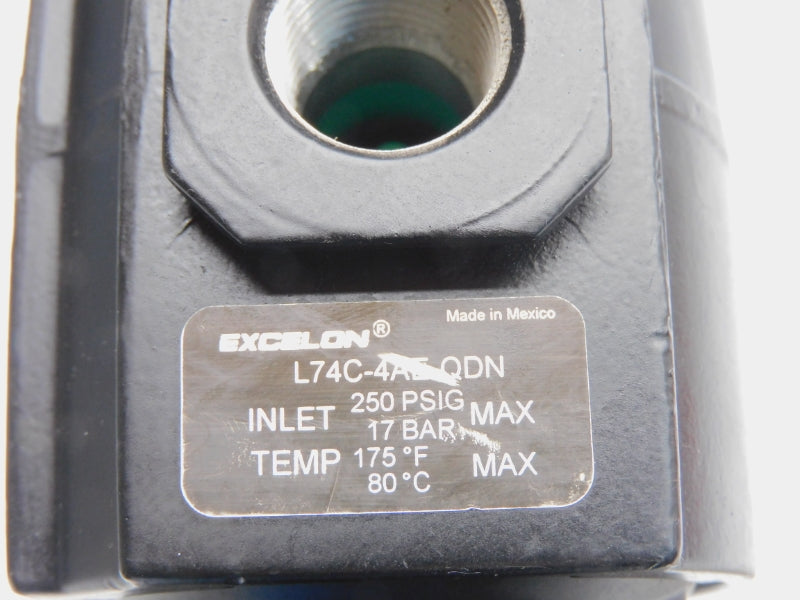 Made in Mexico
EXCELON®
L74C-4A QDN
INLET 250 PSIG MAX
17 BAR
TEMP 175 °F MAX
80 °C